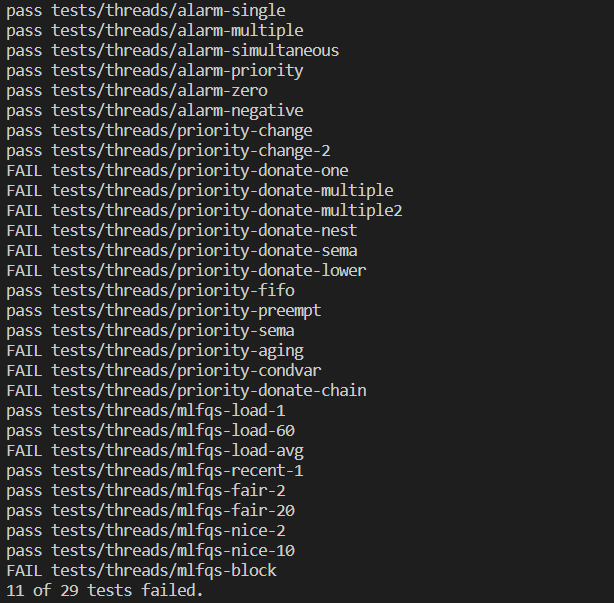 pass tests/threads/alarm-single
pass tests/threads/alarm-multiple
pass tests/threads/alarm-simultaneous
pass tests/threads/alarm-priority
pass tests/threads/alarm-zero
pass tests/threads/alarm-negative
pass tests/threads/priority-change
pass tests/threads/priority-change-2
FAIL tests/threads/priority-donate-one
FAIL tests/threads/priority-donate-multiple
FAIL tests/threads/priority-donate-multiple2
FAIL tests/threads/priority-donate-nest
FAIL tests/threads/priority-donate-sema
FAIL tests/threads/priority-donate-lower
pass tests/threads/priority-fifo
pass tests/threads/priority-preempt
pass tests/threads/priority-sema
FAIL tests/threads/priority-aging
FAIL tests/threads/priority-condvar
FAIL tests/threads/priority-donate-chain
pass tests/threads/mlfqs-load-1
pass tests/threads/mlfqs-load-60
FAIL tests/threads/mlfqs-load-avg
pass tests/threads/mlfqs-recent-1
pass tests/threads/mlfqs-fair-2
pass tests/threads/mlfqs-fair-20
pass tests/threads/mlfqs-nice-2
pass tests/threads/mlfqs-nice-10
FAIL tests/threads/mlfqs-block
11 of 29 tests failed.